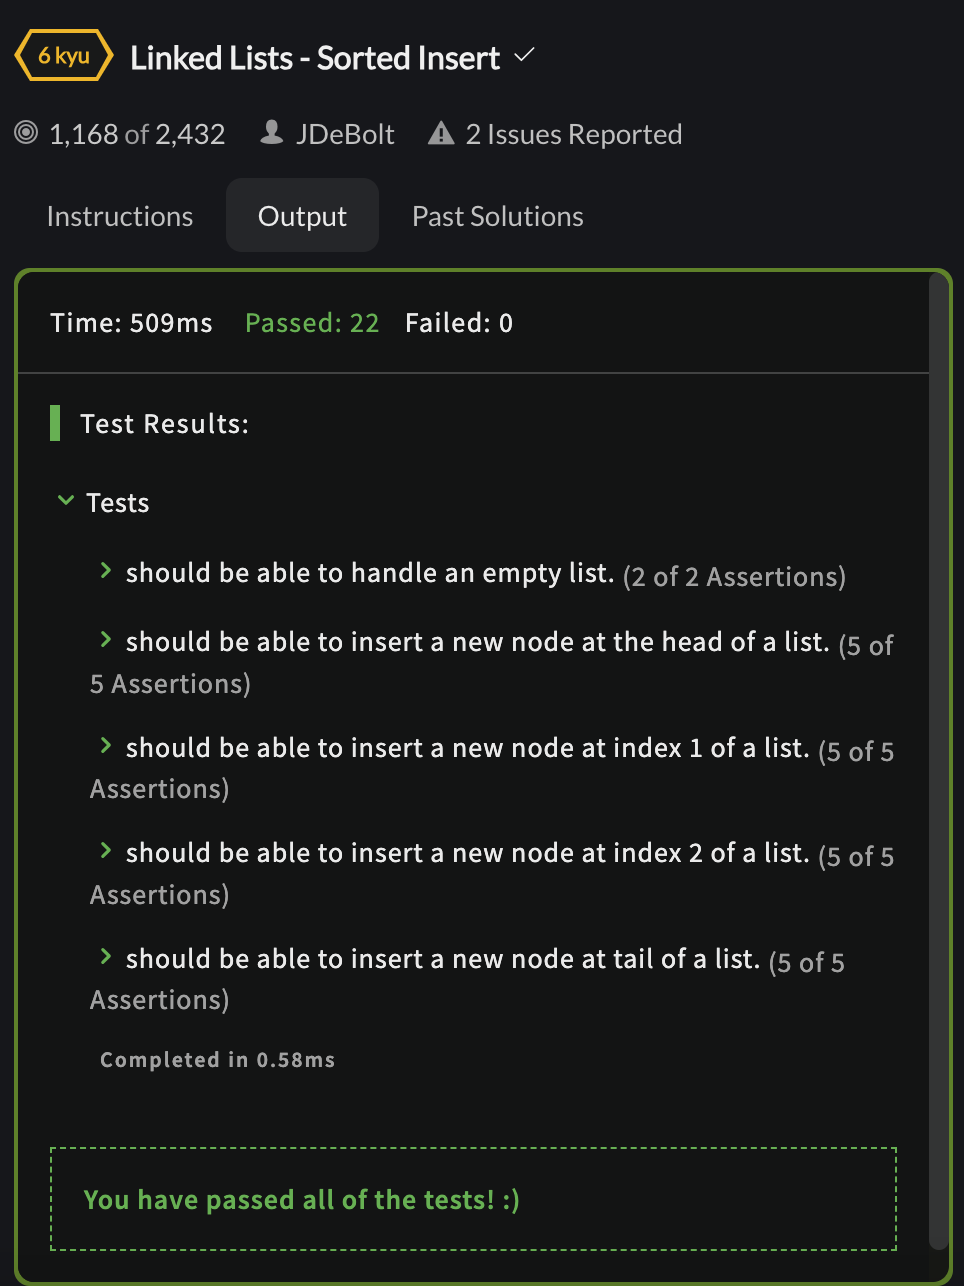 6 kyu Linked Lists - Sorted Insert
1,168 of 2,432 JDeBolt 2 Issues Reported
Instructions Output Past Solutions
Time: 509ms Passed: 22 Failed: 0
Test Results:
Tests
should be able to handle an empty list. (2 of 2 Assertions)
should be able to insert a new node at the head of a list. (5 of
5 Assertions)
should be able to insert a new node at index 1 of a list. (5 of 5
Assertions)
should be able to insert a new node at index 2 of a list. (5 of 5
Assertions)
should be able to insert a new node at tail of a list. (5 of 5
Assertions)
Completed in 0.58ms
You have passed all of the tests! :)